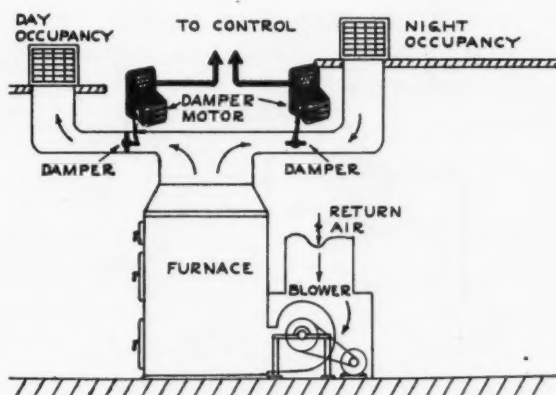 DAY
OCCUPANCY
TO CONTROL
NIGHT
OCCUPANCY
DAMPER
MOTOR
DAMPER
DAMPER
RETURN
AIR
FURNACE
BLOWER